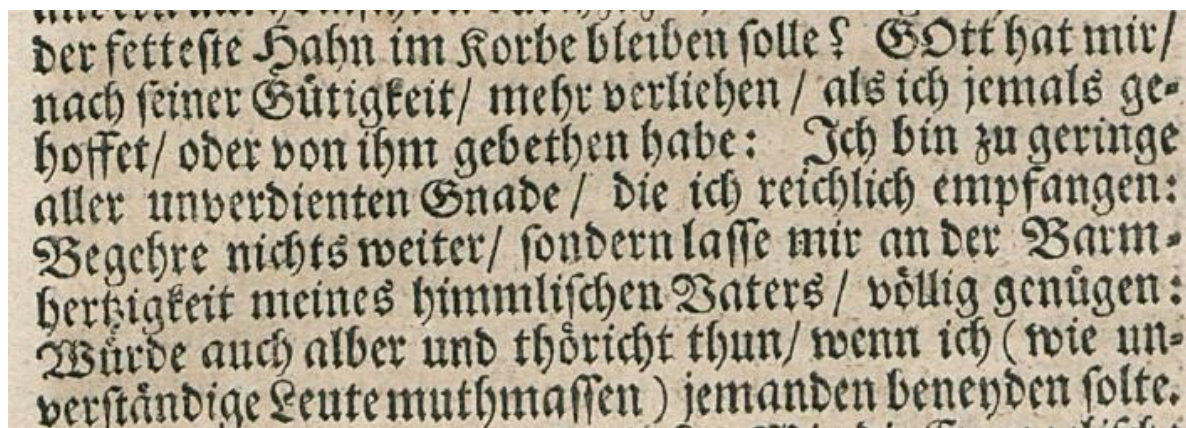 der fetteste Hahn im Korbe bleiben solle? GOtt hat mir/
nach seiner Gütigkeit/ mehr verliehen / als ich jemals ge-
hoffet/ oder von ihm gebethen habe: Ich bin zu geringe
aller unverdienten Gnade / die ich reichlich empfangen:
Begehre nichts weiter/ sondern lasse mir an der Barm-
hertzigkeit meines himmlischen Vaters / völlig genügen:
Würde auch alber und thöricht thun/ wenn ich ( wie un-
verständige Leute muthmassen ) jemanden beneyden solte.